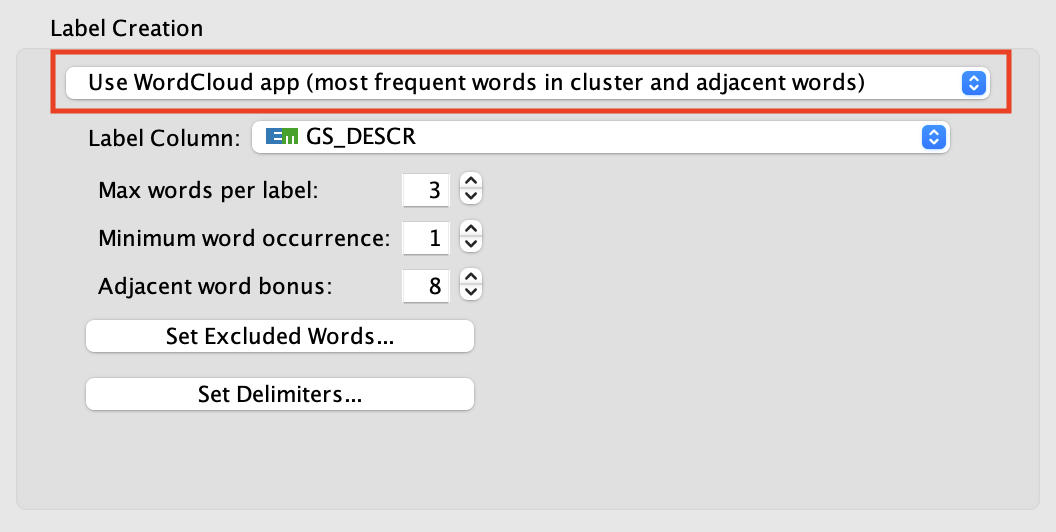 Label Creation
Use WordCloud app (most frequent words in cluster and adjacent words)
Label Column: EM GS_DESCR
Max words per label: 3
Minimum word occurrence: 1
Adjacent word bonus: 8
Set Excluded Words...
Set Delimiters...